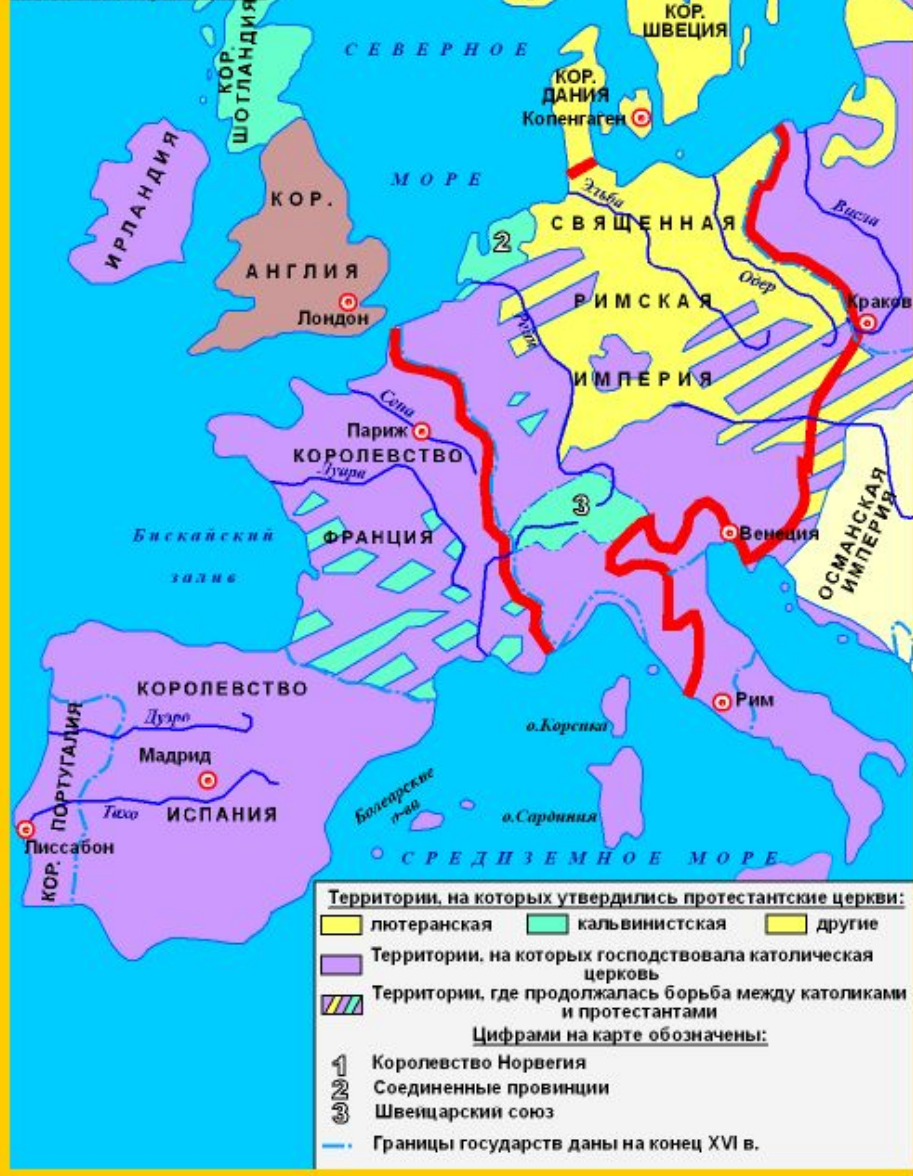 КОР.
ШВЕЦИЯ
КОР.
ШОТЛАНДИЯ
СЕВЕРНОЕ
МОРЕ
КОР.
ДАНИЯ
Копенгаген
ИРЛАНДИЯ
КОР.
АНГЛИЯ
Лондон
2
Эльба
СВЯЩЕННАЯ
РИМСКАЯ
ИМПЕРИЯ
Висла
Одер
Краков
Рейн
Сена
Париж
КОРОЛЕВСТВО
Луара
ФРАНЦИЯ
3
Венеция
ОСМАНСКАЯ
ИМПЕРИЯ
Бискайский
залив
КОРОЛЕВСТВО
Дуэро
Мадрид
Тахо
ИСПАНИЯ
КОР. ПОРТУГАЛИЯ
Лиссабон
Рим
о.Корсика
Болеарские
о-ва
о.Сардиния
СРЕДИЗЕМНОЕ МОРЕ
Территории, на которых утвердились протестантские церкви:
лютеранская
кальвинистская
другие
Территории, на которых господствовала католическая
церковь
Территории, где продолжалась борьба между католиками
и протестантами
Цифрами на карте обозначены:
1 Королевство Норвегия
2 Соединенные провинции
3 Швейцарский союз
Границы государств даны на конец XVI в.